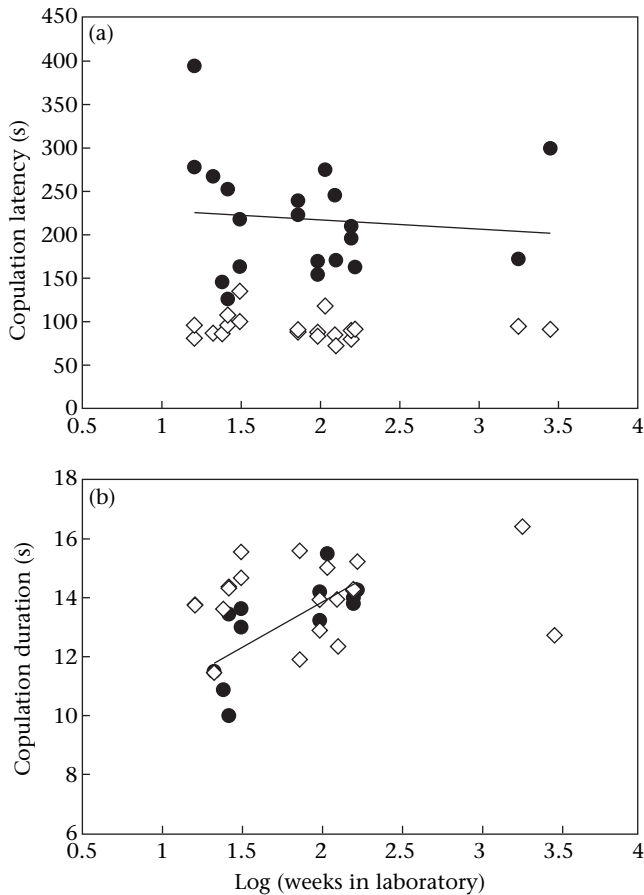 450
(a)
400
350
300
250
200
150
100
50
0
Copulation latency (s)
0.5 1 1.5 2 2.5 3 3.5 4
18
(b)
16
14
12
10
8
6
Copulation duration (s)
0.5 1 1.5 2 2.5 3 3.5 4
Log (weeks in laboratory)